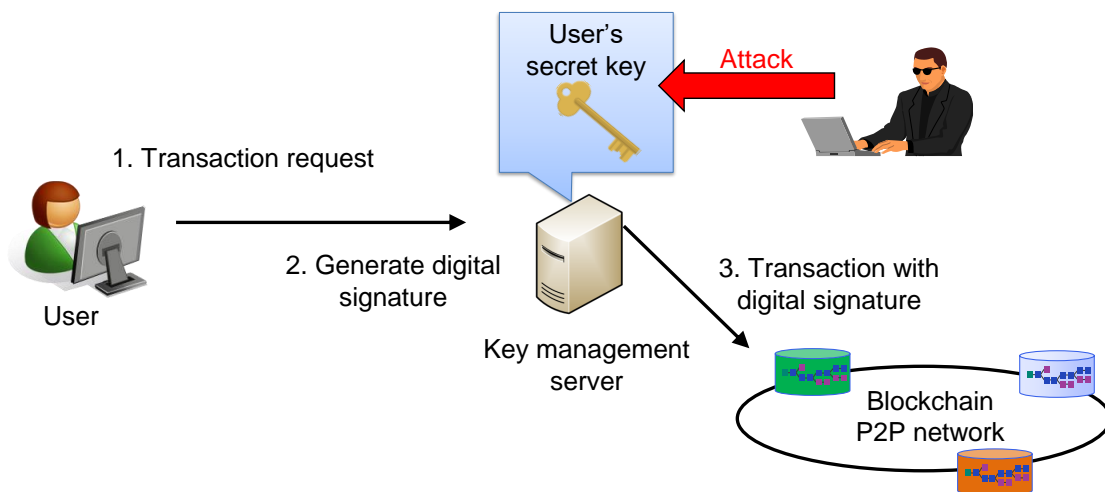 User's
secret key
Attack
1. Transaction request
2. Generate digital
signature
3. Transaction with
digital signature
User
Key management
server
Blockchain
P2P network